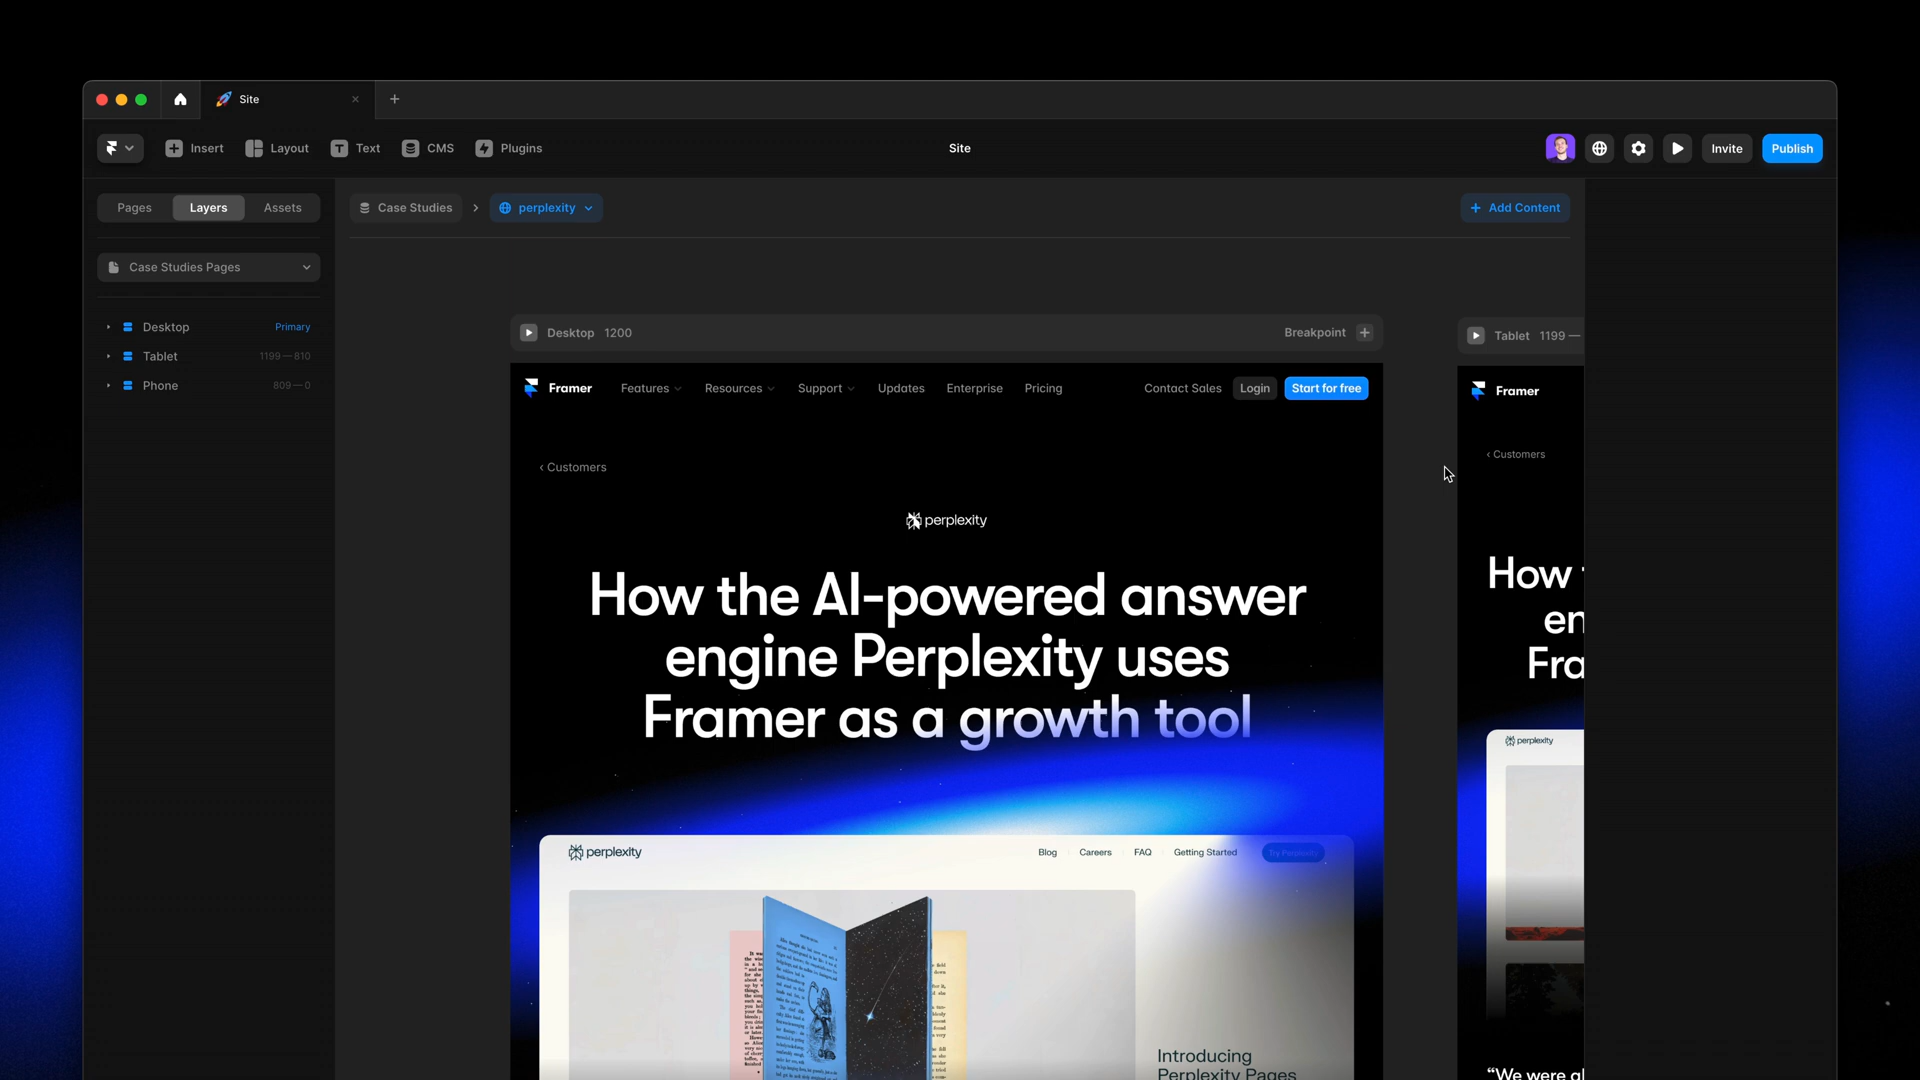 Site
Insert
Layout
Text
CMS
Plugins
Site
Invite
Publish
Pages
Layers
Assets
Case Studies
perplexity
Add Content
Case Studies Pages
Desktop
Primary
Tablet
1199 — 810
Phone
809 — 0
Desktop 1200
Breakpoint
Tablet 1199 —
Framer
Features
Resources
Support
Updates
Enterprise
Pricing
Contact Sales
Login
Start for free
Framer
‹ Customers
‹ Customers
perplexity
How the AI-powered answer
engine Perplexity uses
Framer as a growth tool
How
en
Fra
perplexity
Blog
Careers
FAQ
Getting Started
Try Perplexity
perplexity
Introducing
Perplexity Pages
“We were al